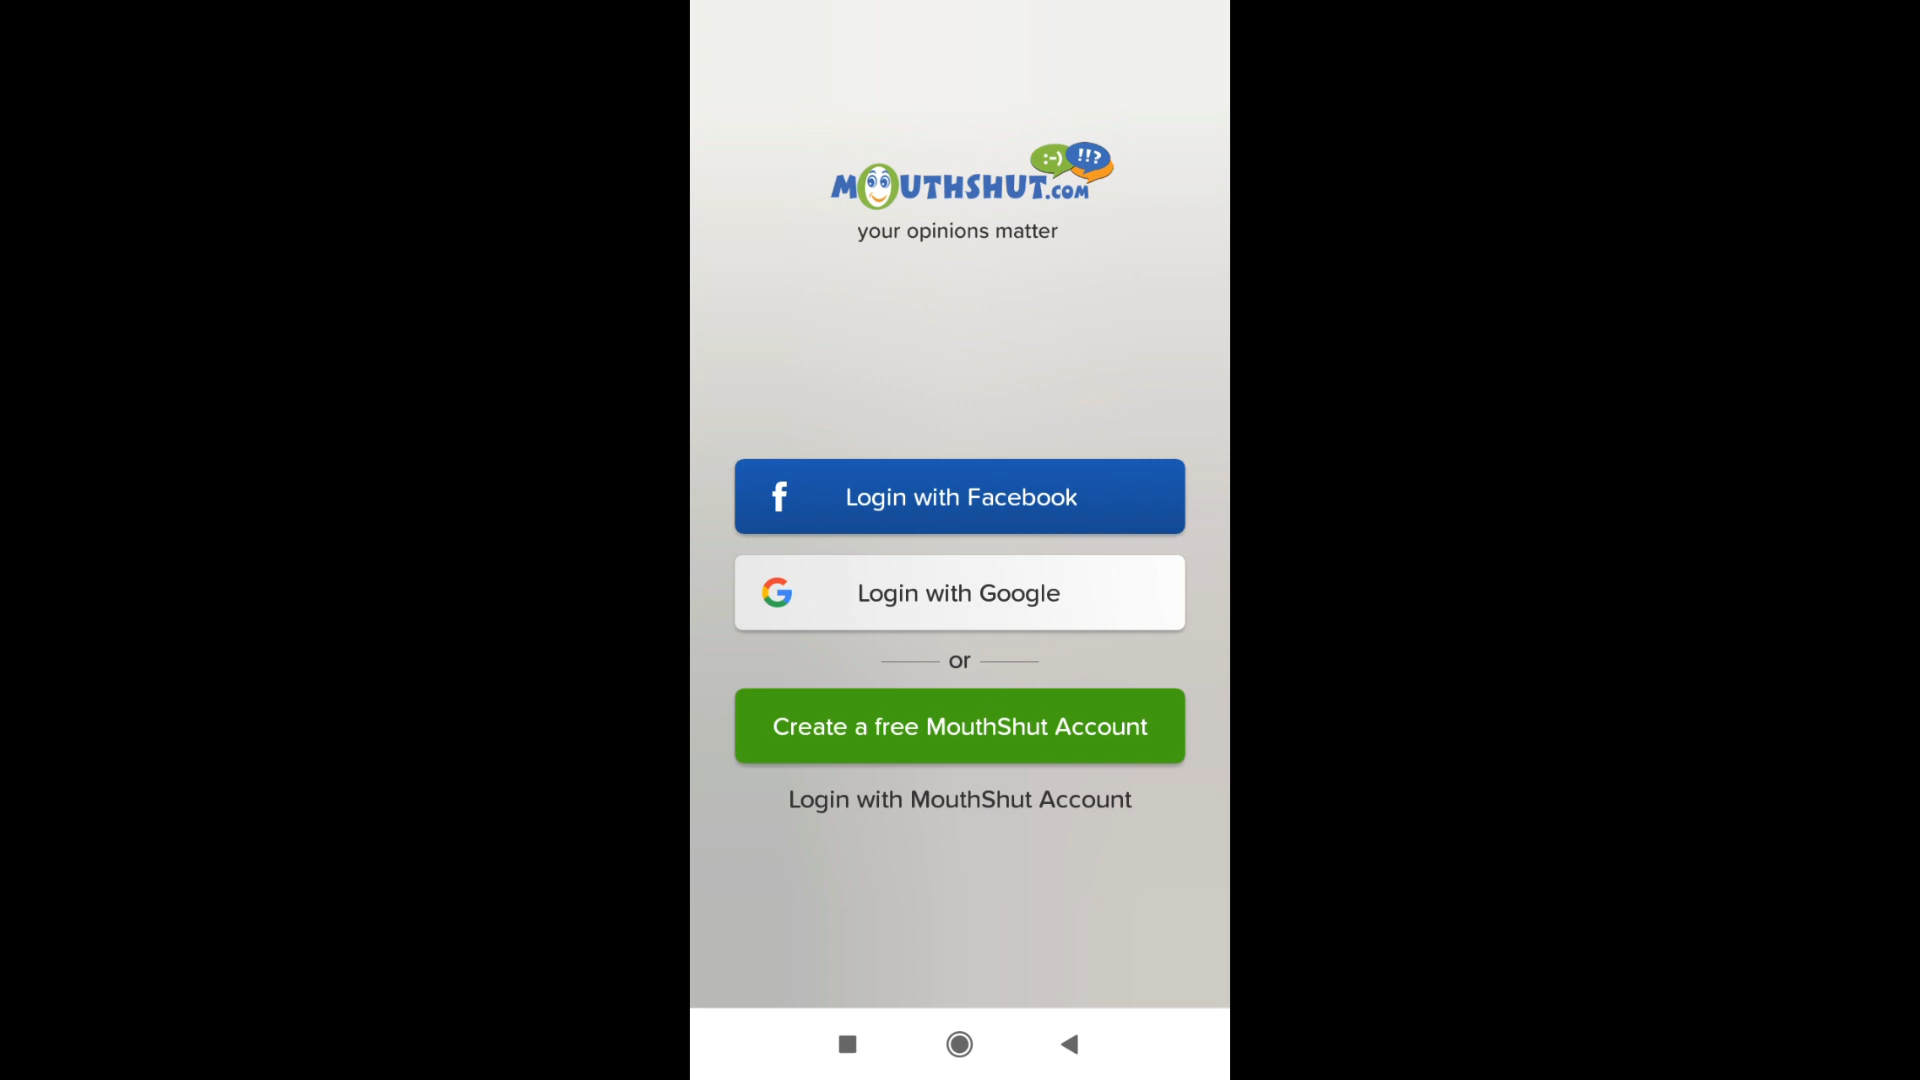 :-) !!?
MOUTHSHUT.COM
your opinions matter
f Login with Facebook
G Login with Google
or
Create a free MouthShut Account
Login with MouthShut Account